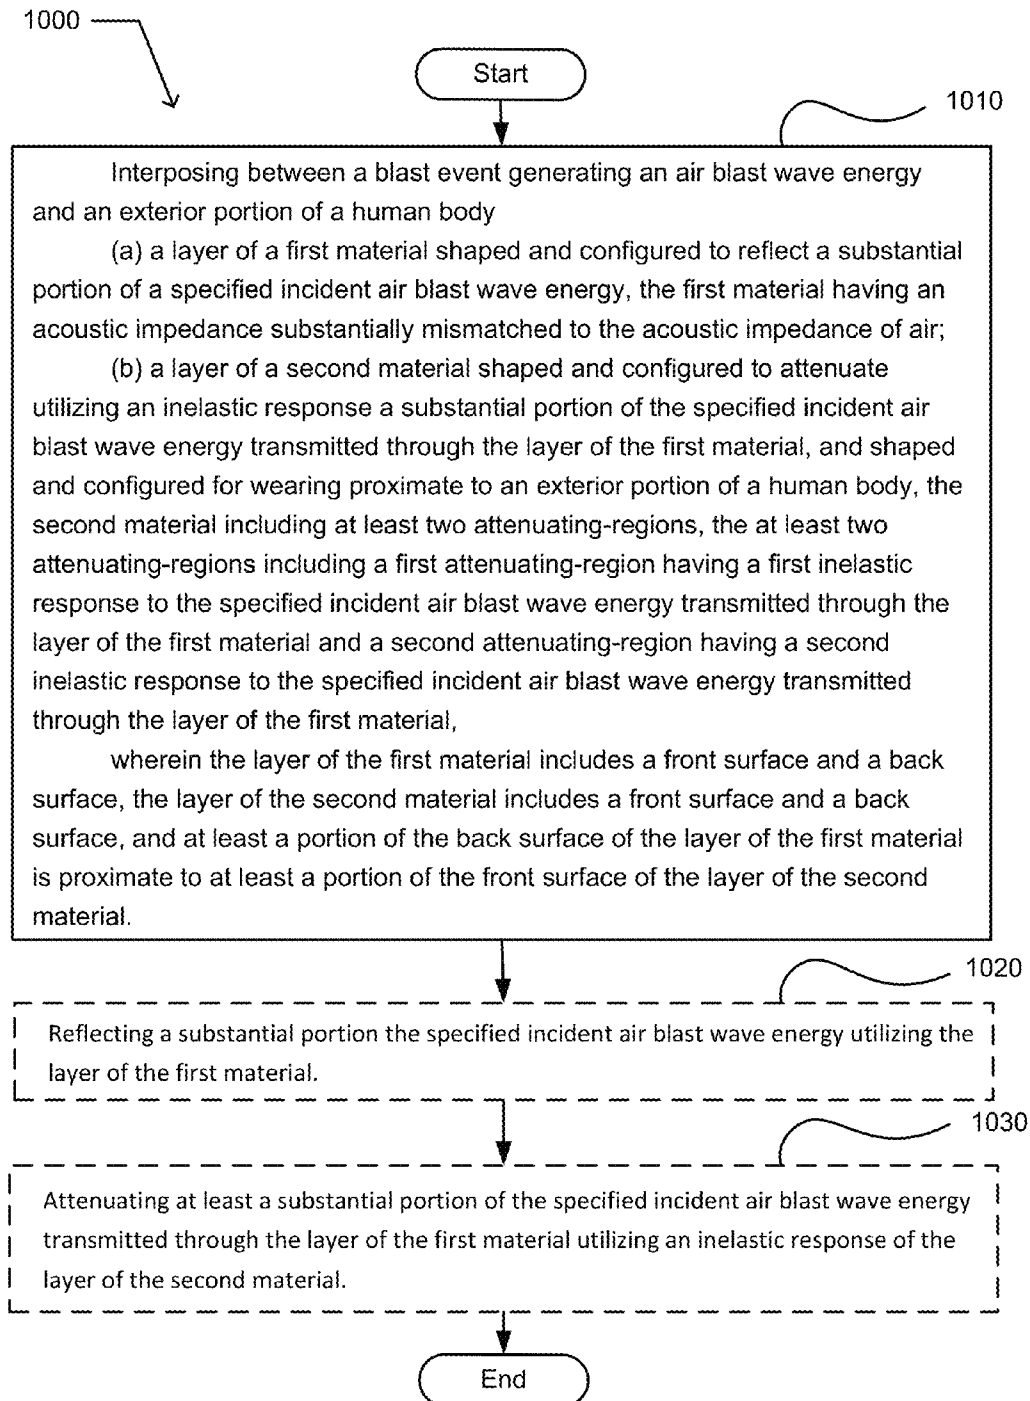 1000
Start
1010
Interposing between a blast event generating an air blast wave energy
and an exterior portion of a human body
(a) a layer of a first material shaped and configured to reflect a substantial
portion of a specified incident air blast wave energy, the first material having an
acoustic impedance substantially mismatched to the acoustic impedance of air;
(b) a layer of a second material shaped and configured to attenuate
utilizing an inelastic response a substantial portion of the specified incident air
blast wave energy transmitted through the layer of the first material, and shaped
and configured for wearing proximate to an exterior portion of a human body, the
second material including at least two attenuating-regions, the at least two
attenuating-regions including a first attenuating-region having a first inelastic
response to the specified incident air blast wave energy transmitted through the
layer of the first material and a second attenuating-region having a second
inelastic response to the specified incident air blast wave energy transmitted
through the layer of the first material,
wherein the layer of the first material includes a front surface and a back
surface, the layer of the second material includes a front surface and a back
surface, and at least a portion of the back surface of the layer of the first material
is proximate to at least a portion of the front surface of the layer of the second
material.
1020
Reflecting a substantial portion the specified incident air blast wave energy utilizing the
layer of the first material.
1030
Attenuating at least a substantial portion of the specified incident air blast wave energy
transmitted through the layer of the first material utilizing an inelastic response of the
layer of the second material.
End